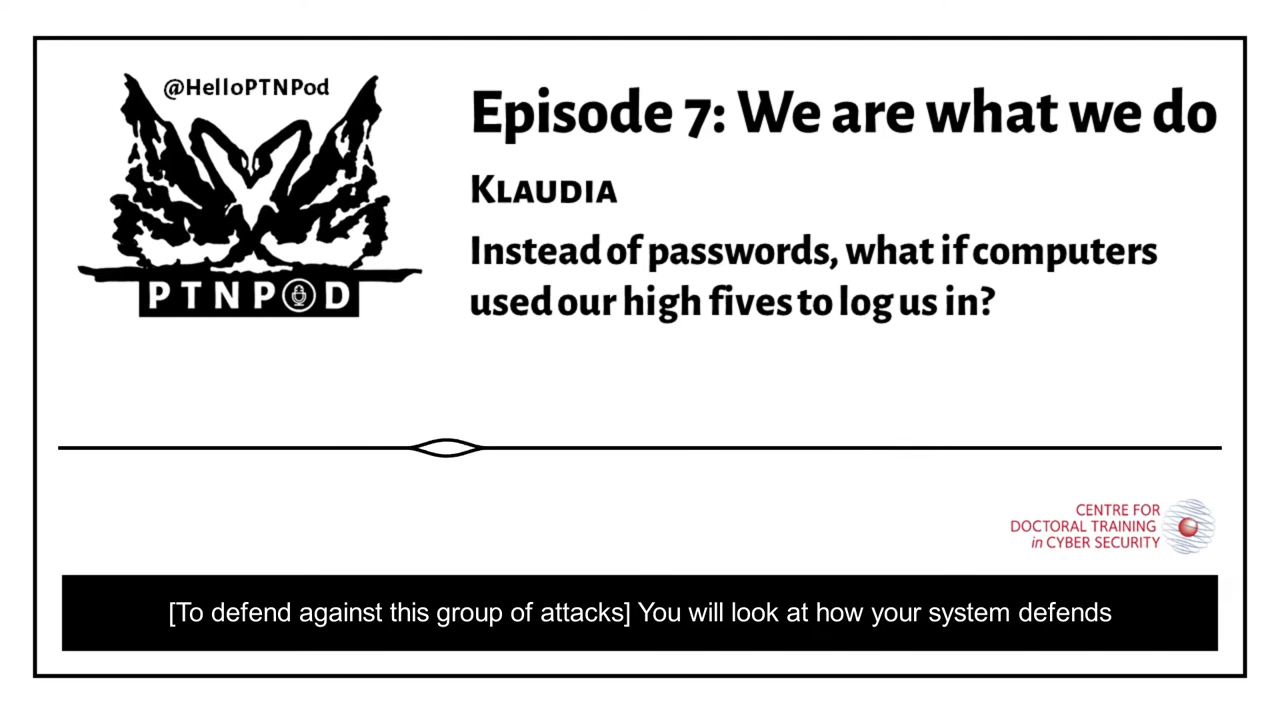 @HelloPTNPod
PTNPOD
Episode 7: We are what we do
Klaudia
Instead of passwords, what if computers
used our high fives to log us in?
CENTRE FOR
DOCTORAL TRAINING
in CYBER SECURITY
[To defend against this group of attacks] You will look at how your system defends